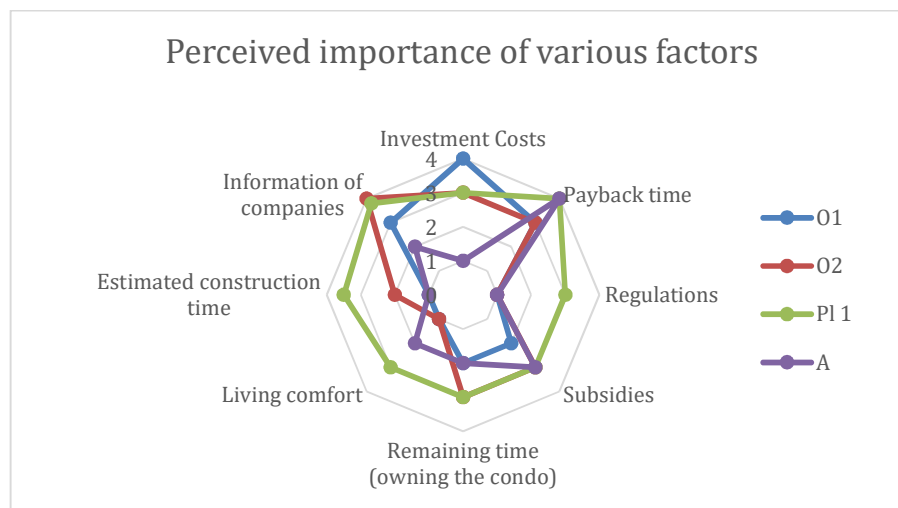 Perceived importance of various factors
Investment Costs
4
3
2
1
0
Payback time
Regulations
Subsidies
Remaining time
(owning the condo)
Living comfort
Estimated construction
time
Information of
companies
O1
O2
Pl 1
A